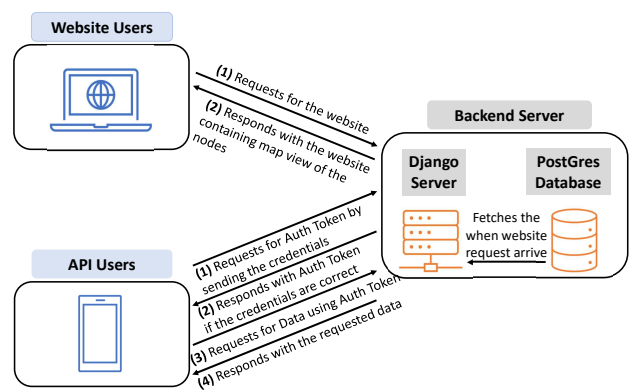 Website Users
(1) Requests for the website
(2) Responds with the website
containing map view of the
nodes
Backend Server
Django
Server
PostGres
Database
Fetches the
when website
request arrive
API Users
(1) Requests for Auth Token by
sending the credentials
(2) Responds with Auth Token
if the credentials are correct
(3) Requests for Data using Auth Token
(4) Responds with the requested data